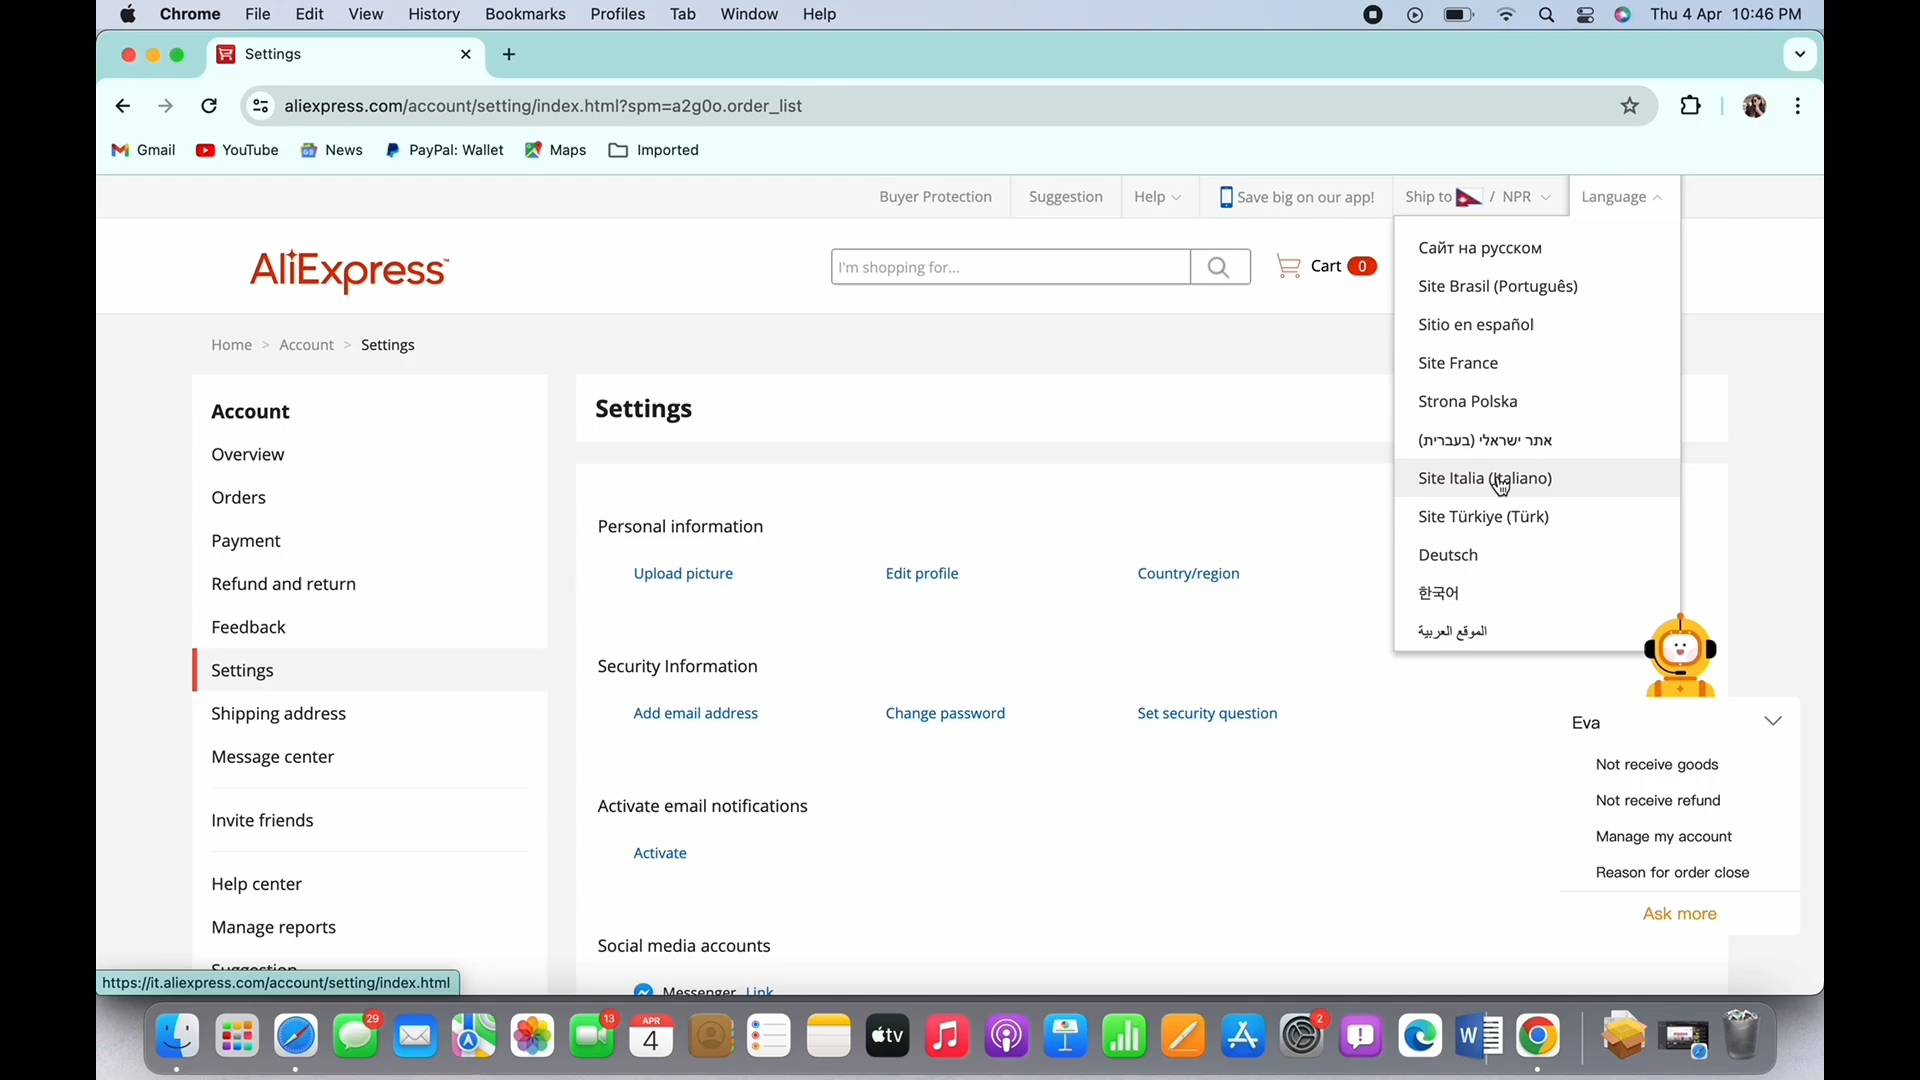 Chrome File Edit View History Bookmarks Profiles Tab Window Help Thu 4 Apr 10:46 PM
Settings
aliexpress.com/account/setting/index.html?spm=a2g0o.order_list
Gmail YouTube News PayPal: Wallet Maps Imported
Buyer Protection Suggestion Help Save big on our app! Ship to / NPR Language
AliExpress™
I'm shopping for...
Cart 0
Сайт на русском
Site Brasil (Português)
Sitio en español
Site France
Strona Polska
אתר ישראלי (בעברית)
Site Italia (Italiano)
Site Türkiye (Türk)
Deutsch
한국어
الموقع العربية
Home > Account > Settings
Account
Overview
Orders
Payment
Refund and return
Feedback
Settings
Shipping address
Message center
Invite friends
Help center
Manage reports
Suggestion
Settings
Personal information
Upload picture Edit profile Country/region
Security Information
Add email address Change password Set security question
Activate email notifications
Activate
Social media accounts
Messenger Link
Eva
Not receive goods
Not receive refund
Manage my account
Reason for order close
Ask more
https://it.aliexpress.com/account/setting/index.html
29
13
APR
4
tv
2
W